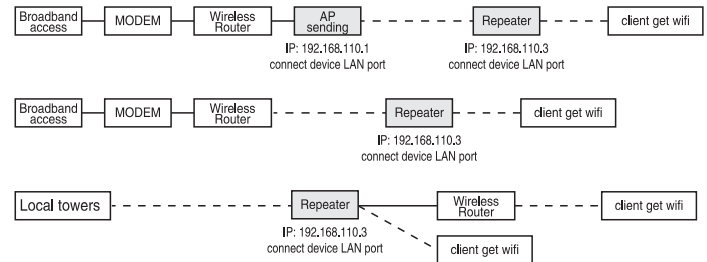 Broadband
access
MODEM
Wireless
Router
AP
sending
Repeater
client get wifi
IP: 192.168.110.1
connect device LAN port
IP: 192.168.110.3
connect device LAN port
Broadband
access
MODEM
Wireless
Router
Repeater
client get wifi
IP: 192.168.110.3
connect device LAN port
Local towers
Repeater
Wireless
Router
client get wifi
IP: 192.168.110.3
connect device LAN port
client get wifi